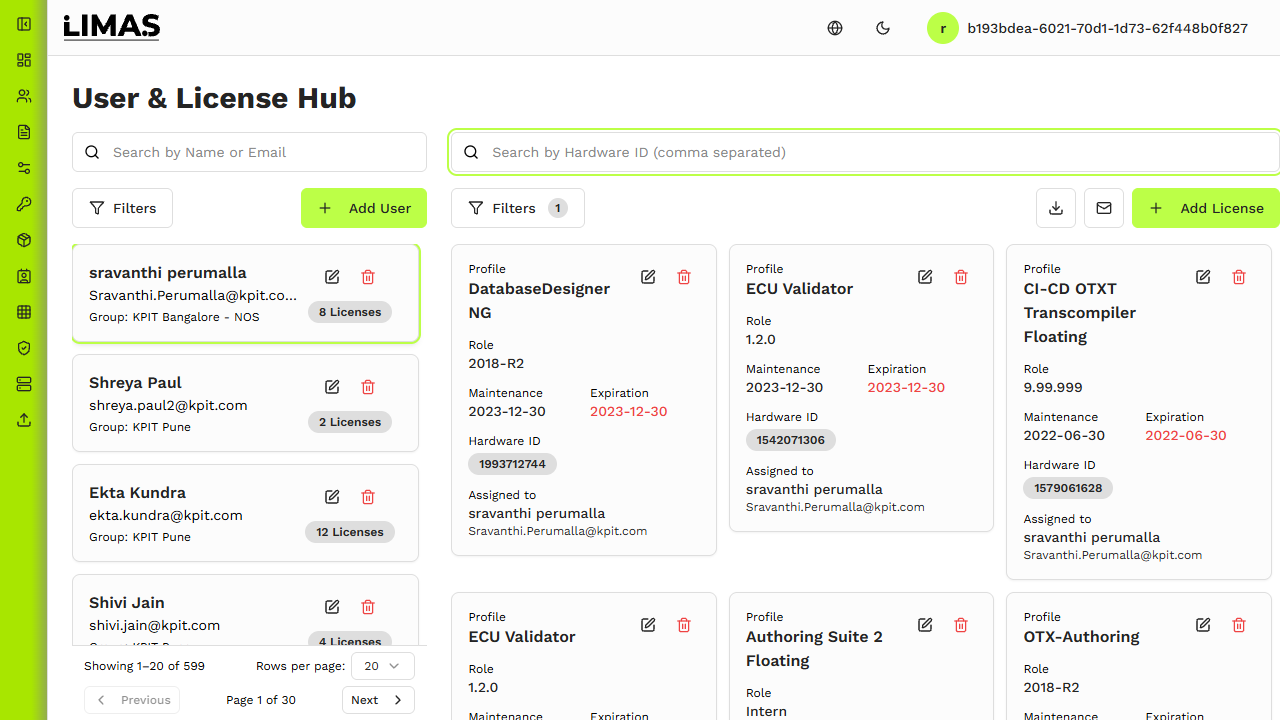 LIMAS
r
b193bdea-6021-70d1-1d73-62f448b0f827
User & License Hub
Search by Name or Email
Search by Hardware ID (comma separated)
Filters
Add User
Filters 1
Add License
sravanthi perumalla
Sravanthi.Perumalla@kpit.co...
8 Licenses
Group: KPIT Bangalore - NOS
Shreya Paul
shreya.paul2@kpit.com
2 Licenses
Group: KPIT Pune
Ekta Kundra
ekta.kundra@kpit.com
12 Licenses
Group: KPIT Pune
Shivi Jain
shivi.jain@kpit.com
4 Licenses
Showing 1–20 of 599
Rows per page: 20
Previous
Page 1 of 30
Next
Profile
DatabaseDesigner
NG
Role
2018-R2
Maintenance Expiration
2023-12-30 2023-12-30
Hardware ID
1993712744
Assigned to
sravanthi perumalla
Sravanthi.Perumalla@kpit.com
Profile
ECU Validator
Role
1.2.0
Maintenance Expiration
2023-12-30 2023-12-30
Hardware ID
1542071306
Assigned to
sravanthi perumalla
Sravanthi.Perumalla@kpit.com
Profile
CI-CD OTXT
Transcompiler
Floating
Role
9.99.999
Maintenance Expiration
2022-06-30 2022-06-30
Hardware ID
1579061628
Assigned to
sravanthi perumalla
Sravanthi.Perumalla@kpit.com
Profile
ECU Validator
Role
1.2.0
Maintenance Expiration
Profile
Authoring Suite 2
Floating
Role
Intern
Profile
OTX-Authoring
Role
2018-R2
Maintenance Expiration